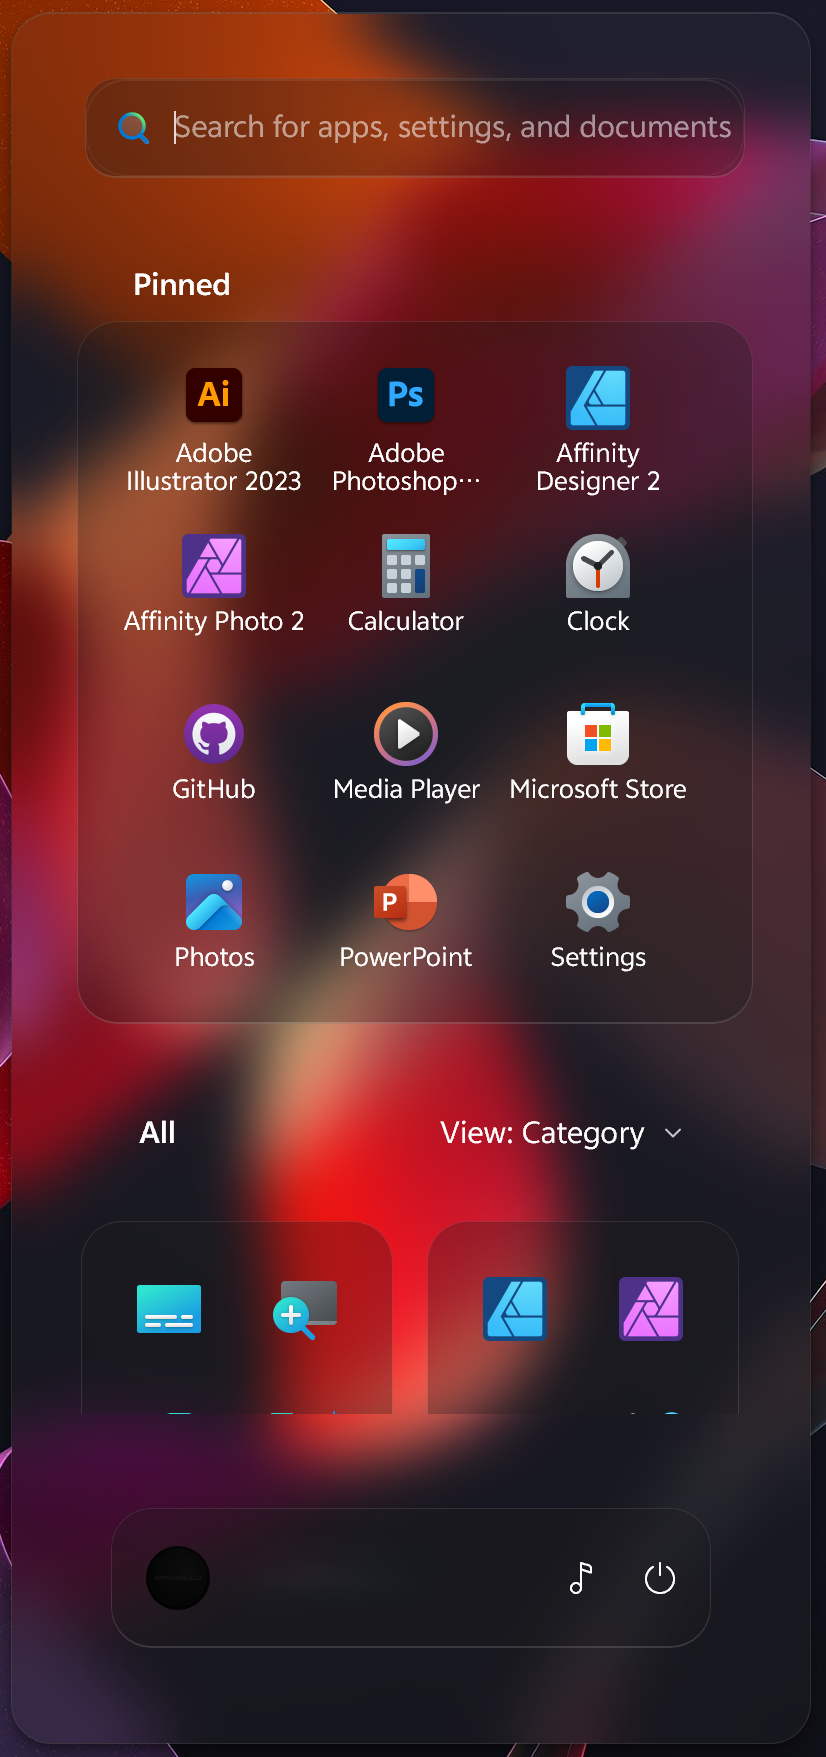 Search for apps, settings, and documents
Pinned
Ai
Ps
Adobe
Illustrator 2023
Adobe
Photoshop...
Affinity
Designer 2
Affinity Photo 2
Calculator
Clock
GitHub
Media Player
Microsoft Store
P
Photos
PowerPoint
Settings
All
View: Category